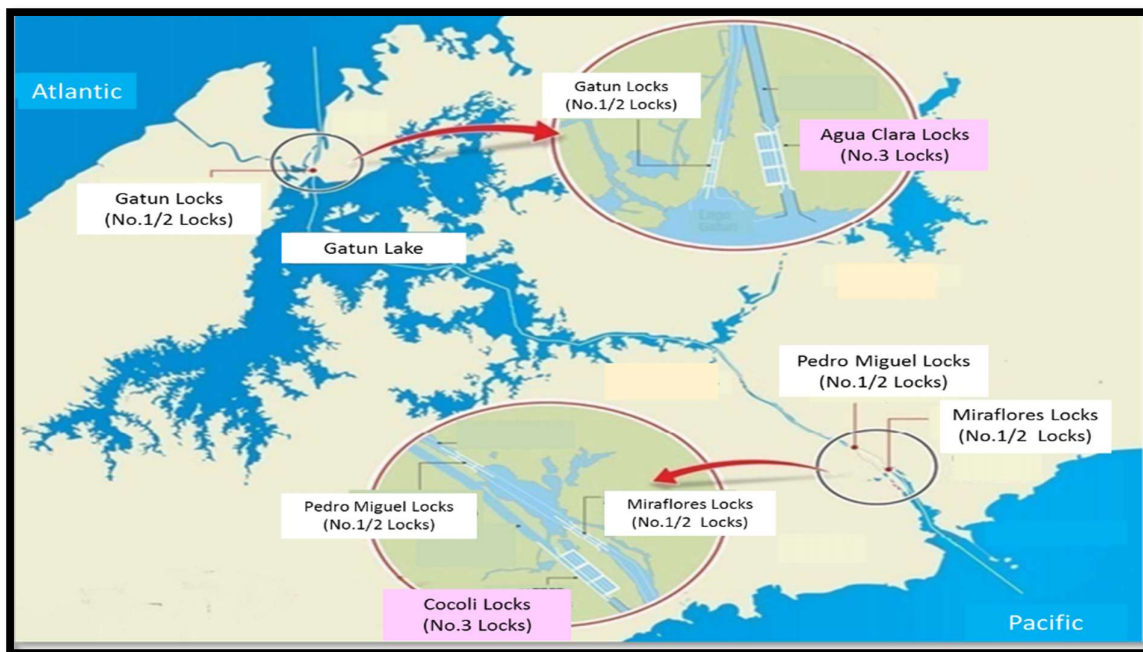 Atlantic
Gatun Locks
(No.1/2 Locks)
Agua Clara Locks
(No.3 Locks)
Gatun Locks
(No.1/2 Locks)
Lago
Gatun
Gatun Lake
Pedro Miguel Locks
(No.1/2 Locks)
Miraflores Locks
(No.1/2 Locks)
Pedro Miguel Locks
(No.1/2 Locks)
Miraflores Locks
(No.1/2 Locks)
Cocoli Locks
(No.3 Locks)
Pacific